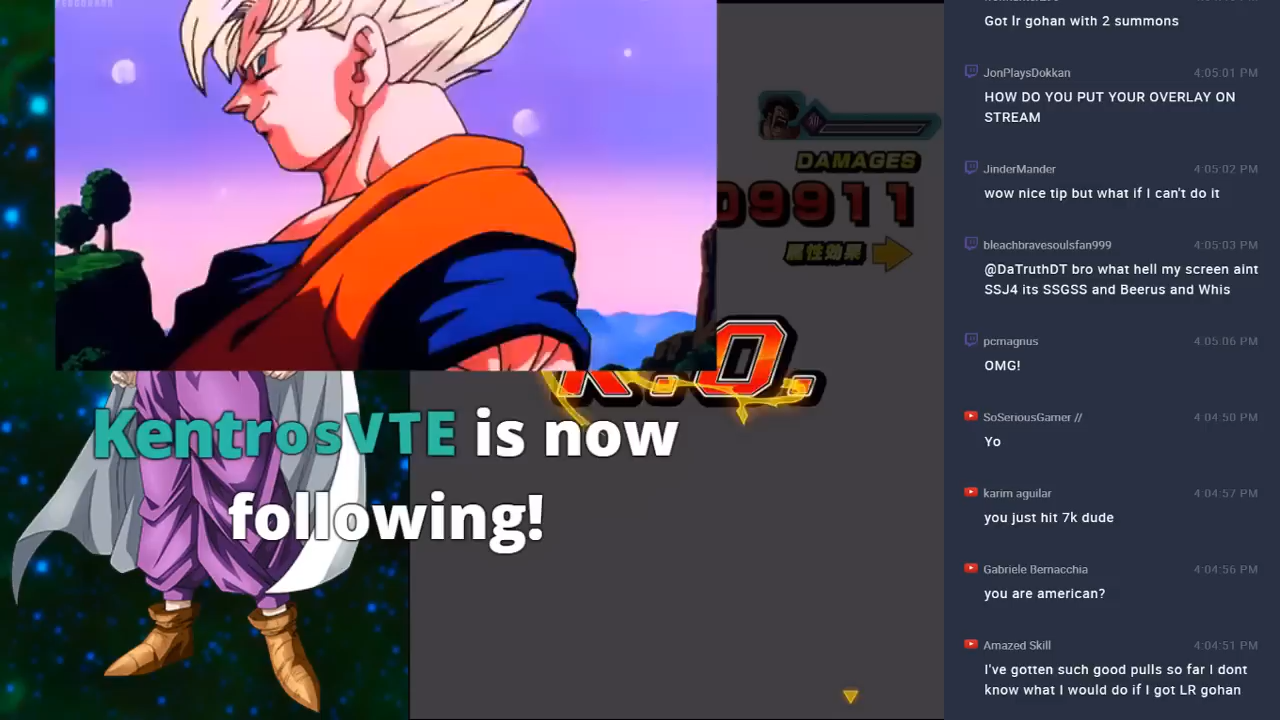 DAMAGES
09911
属性効果
K.O.
KentrosVTE is now
following!
Got lr gohan with 2 summons
JonPlaysDokkan 4:05:01 PM
HOW DO YOU PUT YOUR OVERLAY ON
STREAM
JinderMander 4:05:02 PM
wow nice tip but what if I can't do it
bleachbravesoulsfan999 4:05:03 PM
@DaTruthDT bro what hell my screen aint
SSJ4 its SSGSS and Beerus and Whis
pcmagnus 4:05:06 PM
OMG!
SoSeriousGamer // 4:04:50 PM
Yo
karim aguilar 4:04:57 PM
you just hit 7k dude
Gabriele Bernacchia 4:04:56 PM
you are american?
Amazed Skill 4:04:51 PM
I've gotten such good pulls so far I dont
know what I would do if I got LR gohan